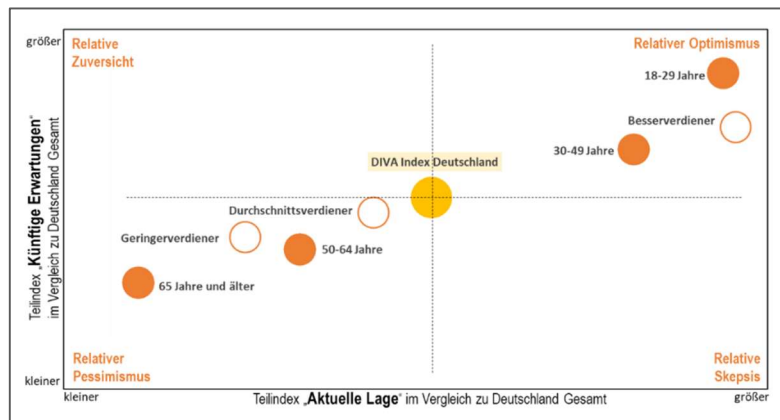 größer
Relative
Zuversicht
Relativer Optimismus
18-29 Jahre
Besserverdiener
30-49 Jahre
DIVA Index Deutschland
Durchschnittsverdiener
Geringerverdiener
50-64 Jahre
65 Jahre und älter
Teilindex „Künftige Erwartungen“
im Vergleich zu Deutschland Gesamt
Relativer
Pessimismus
Relative
Skepsis
kleiner
kleiner
Teilindex „Aktuelle Lage“ im Vergleich zu Deutschland Gesamt
größer